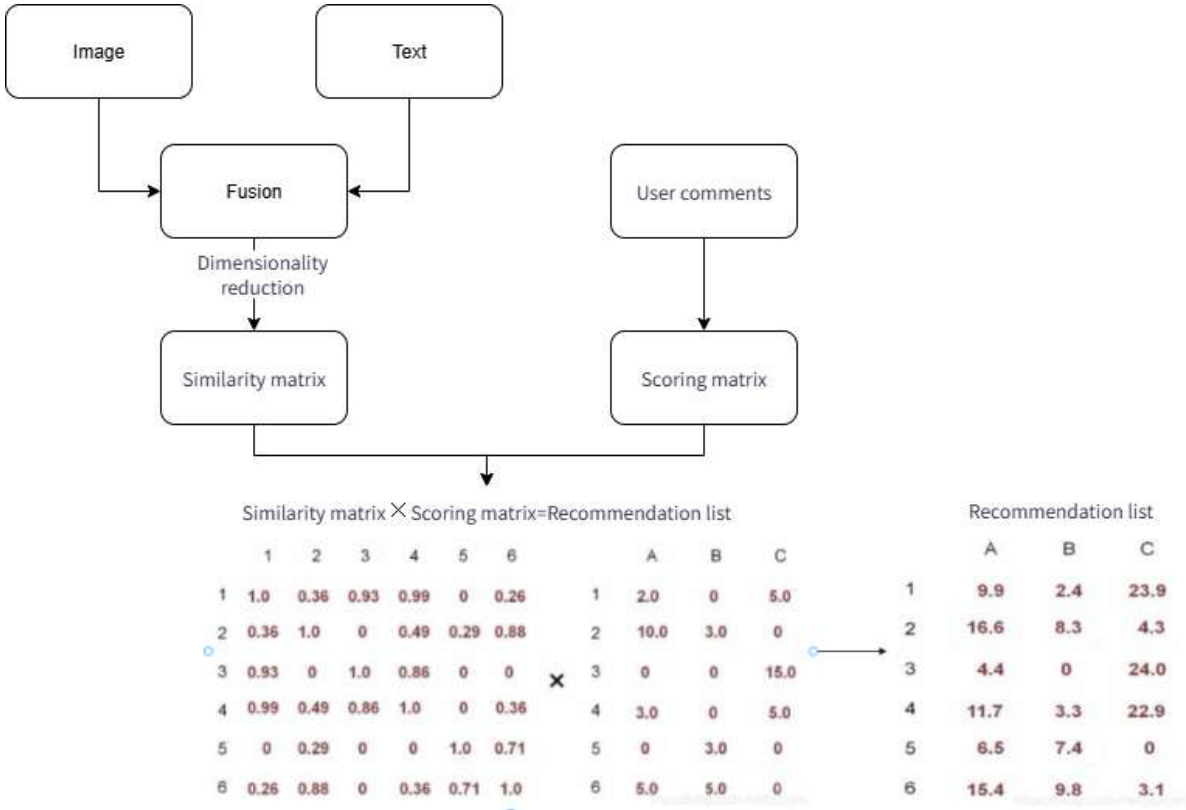 Image
Text
Fusion
User comments
Dimensionality
reduction
Similarity matrix
Scoring matrix
Similarity matrix × Scoring matrix=Recommendation list
1 2 3 4 5 6
1 1.0 0.36 0.93 0.99 0 0.26
2 0.36 1.0 0 0.49 0.29 0.88
3 0.93 0 1.0 0.86 0 0
4 0.99 0.49 0.86 1.0 0 0.36
5 0 0.29 0 0 1.0 0.71
6 0.26 0.88 0 0.36 0.71 1.0
×
A B C
1 2.0 0 5.0
2 10.0 3.0 0
3 0 0 15.0
4 3.0 0 5.0
5 0 3.0 0
6 5.0 5.0 0
Recommendation list
A B C
1 9.9 2.4 23.9
2 16.6 8.3 4.3
3 4.4 0 24.0
4 11.7 3.3 22.9
5 6.5 7.4 0
6 15.4 9.8 3.1